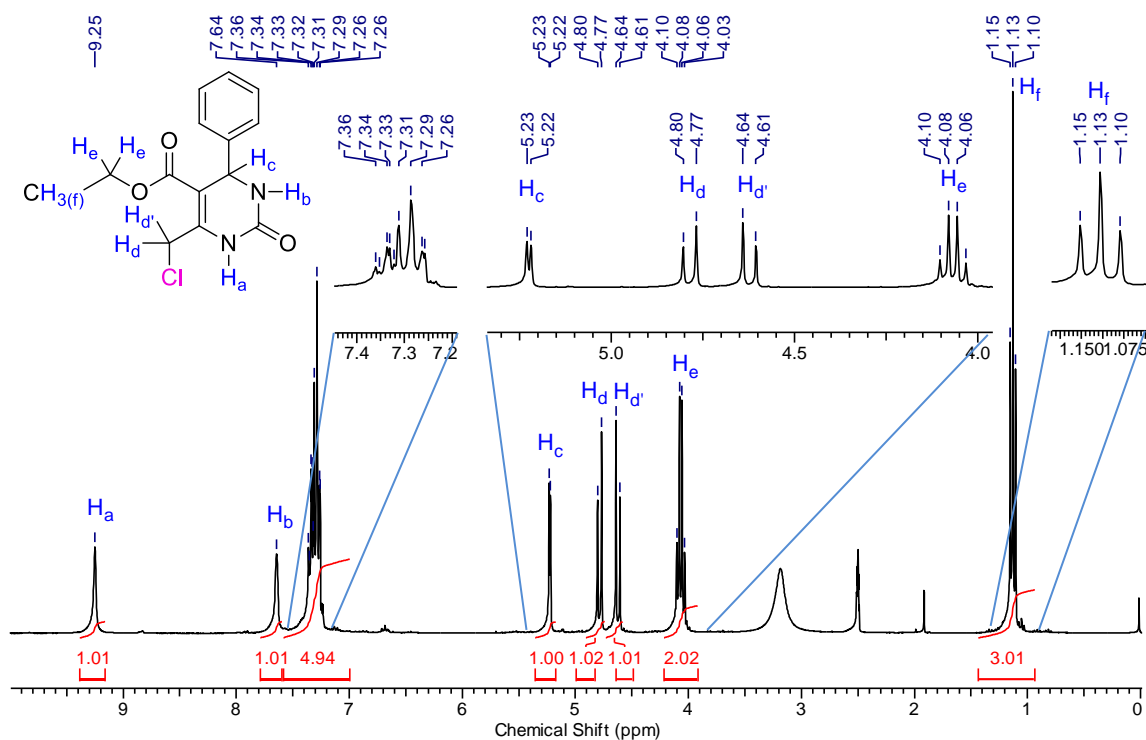 9.25
7.64 7.36 7.34 7.33 7.32 7.31 7.29 7.26 7.26
5.23 5.22 4.80 4.77 4.64 4.61 4.10 4.08 4.06 4.03
1.15 1.13 1.10
Hf
He He
Hc
CH3(f) O O
N–Hb
Hd'
Hd
N O
Cl
Ha
7.36 7.34 7.33 7.31 7.29 7.26
5.23 5.22
4.80 4.77
4.64 4.61
4.10 4.08 4.06
1.15 1.13 1.10
Hc Hd Hd' He Hf
7.4 7.3 7.2
5.0 4.5 4.0
1.150 1.075
Ha Hb Hc Hd Hd' He
1.01 1.01 4.94 1.00 1.02 1.01 2.02 3.01
9 8 7 6 5 4 3 2 1 0
Chemical Shift (ppm)